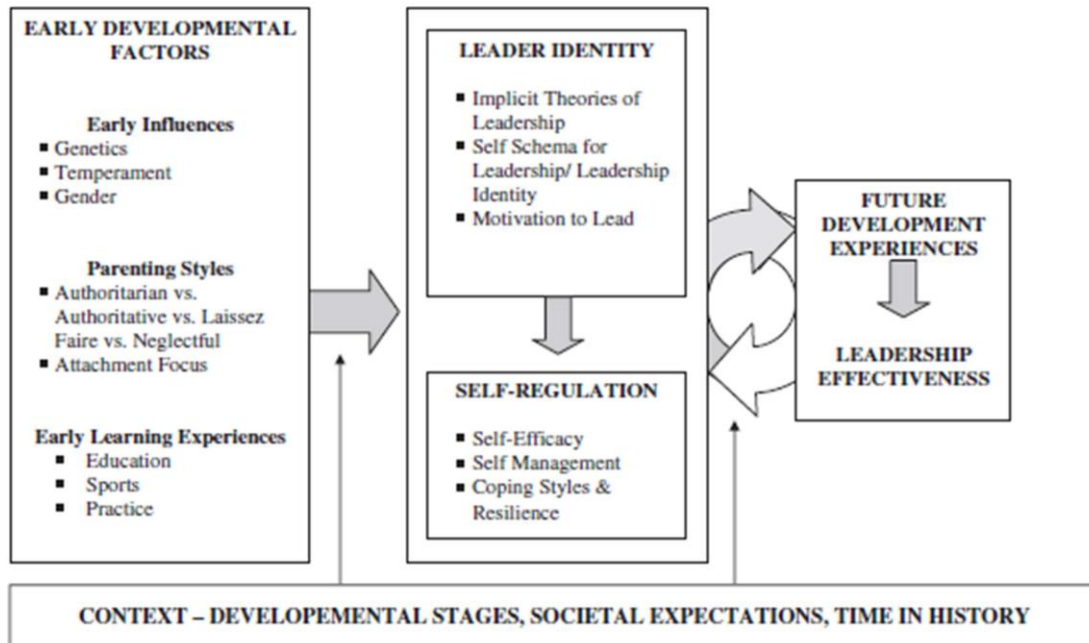 EARLY DEVELOPMENTAL
FACTORS
Early Influences
▪ Genetics
▪ Temperament
▪ Gender
Parenting Styles
▪ Authoritarian vs.
Authoritative vs. Laissez
Faire vs. Neglectful
▪ Attachment Focus
Early Learning Experiences
▪ Education
▪ Sports
▪ Practice
LEADER IDENTITY
▪ Implicit Theories of
Leadership
▪ Self Schema for
Leadership/ Leadership
Identity
▪ Motivation to Lead
SELF-REGULATION
▪ Self-Efficacy
▪ Self Management
▪ Coping Styles &
Resilience
FUTURE
DEVELOPMENT
EXPERIENCES
LEADERSHIP
EFFECTIVENESS
CONTEXT – DEVELOPEMENTAL STAGES, SOCIETAL EXPECTATIONS, TIME IN HISTORY